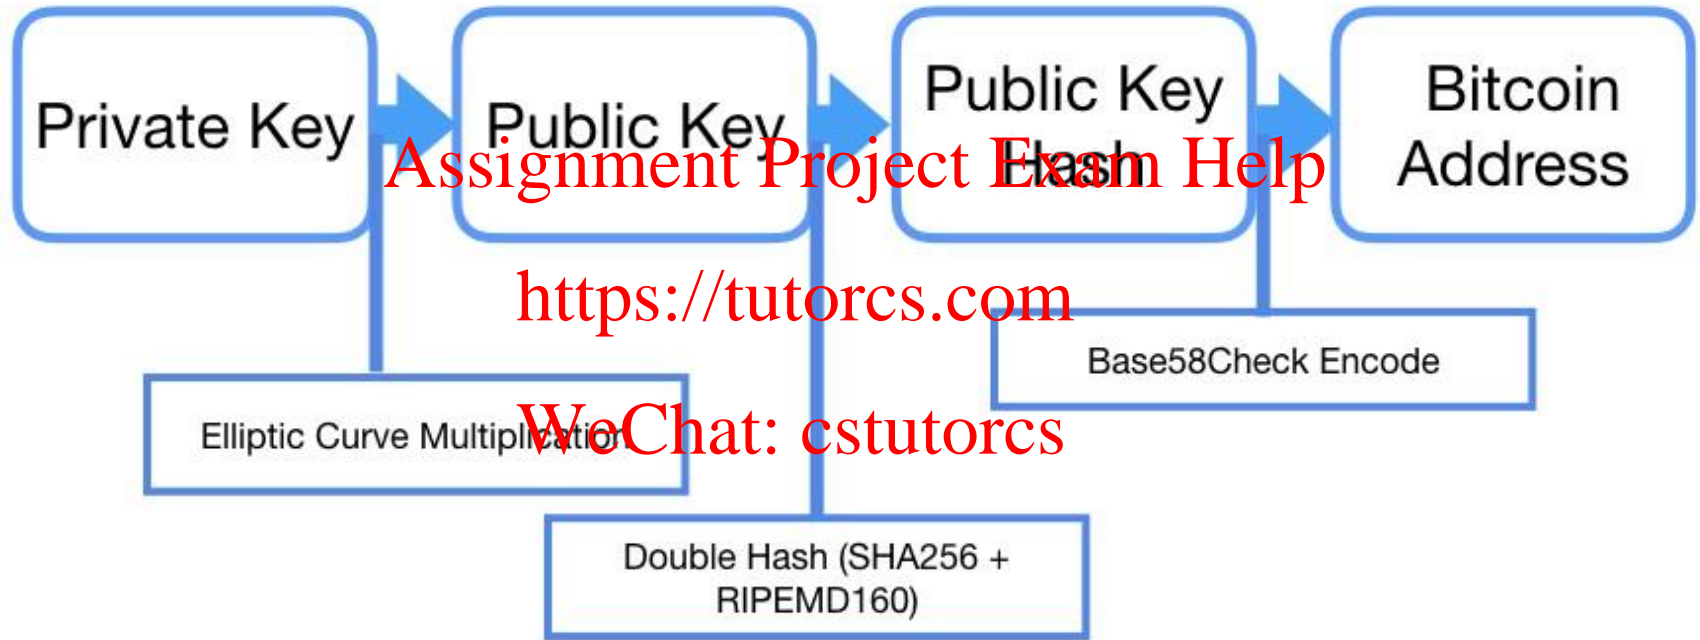 Private Key
Public Key
Public Key
Hash
Bitcoin
Address
Assignment Project Exam Help
https://tutorcs.com
Base58Check Encode
Elliptic Curve Multiplication
WeChat: cstutorcs
Double Hash (SHA256 +
RIPEMD160)